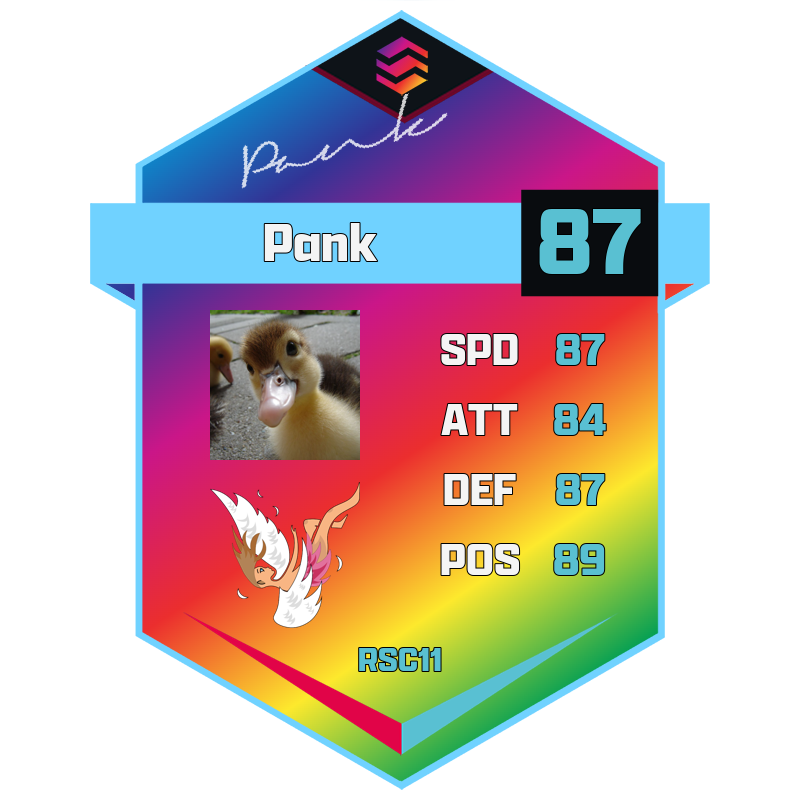 Pank
Pank 87
SPD 87
ATT 84
DEF 87
POS 89
RSC11